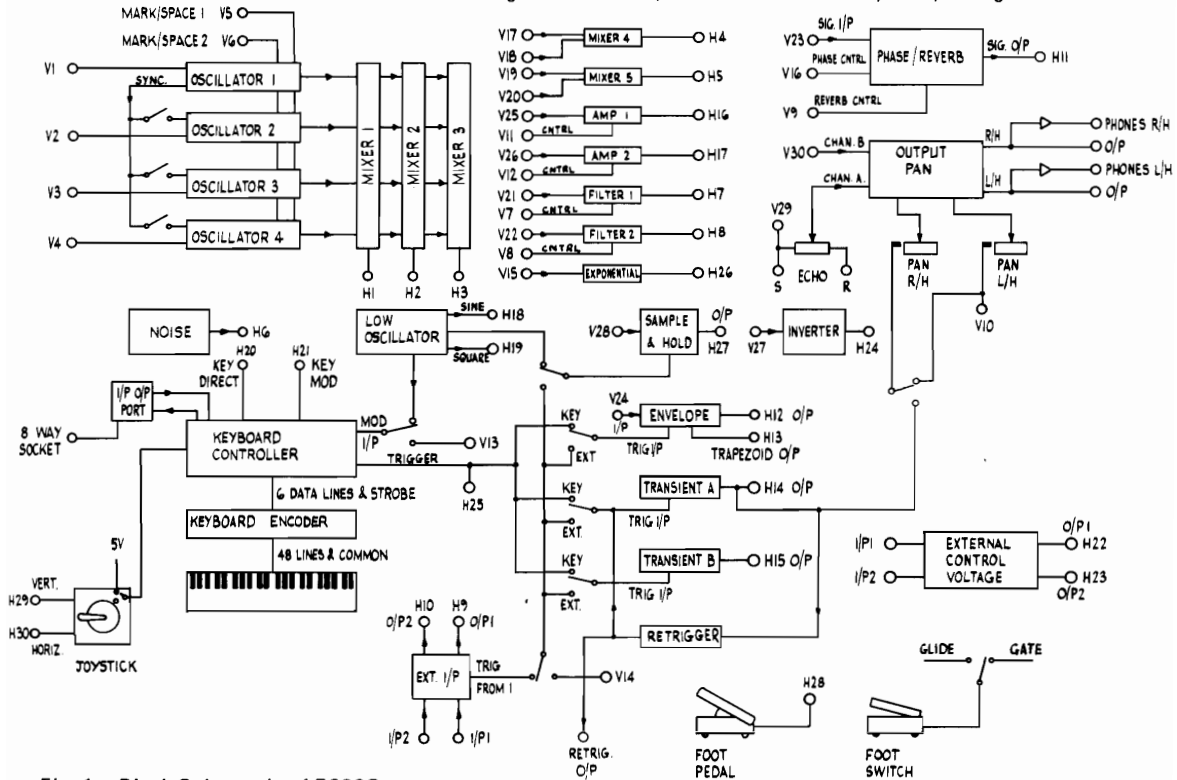 MARK/SPACE 1 V5
MARK/SPACE 2 V6
V1
SYNC.
OSCILLATOR 1
V2
OSCILLATOR 2
V3
OSCILLATOR 3
V4
OSCILLATOR 4
MIXER 1
MIXER 2
MIXER 3
H1
H2
H3
V17
V18
MIXER 4
H4
V19
V20
MIXER 5
H5
V25
V11
CNTRL
AMP 1
H16
V26
V12
CNTRL
AMP 2
H17
V21
V7
CNTRL
FILTER 1
H7
V22
V8
CNTRL
FILTER 2
H8
V15
EXPONENTIAL
H26
V23
SIG. I/P
PHASE CNTRL
V16
PHASE/REVERB
SIG. O/P
H11
V9
REVERB CNTRL
V30
CHAN. B
CHAN. A.
OUTPUT
PAN
R/H
PHONES R/H
O/P
L/H
PHONES L/H
O/P
V29
S
ECHO
R
PAN
R/H
PAN
L/H
V10
NOISE
H6
LOW
OSCILLATOR
SINE
H18
SQUARE
H19
V28
SAMPLE
& HOLD
O/P
H27
V27
INVERTER
H24
H20
KEY
DIRECT
H21
KEY
MOD
I/P O/P
PORT
8 WAY
SOCKET
KEYBOARD
CONTROLLER
MOD
I/P
V13
TRIGGER
H25
6 DATA LINES & STROBE
KEYBOARD ENCODER
48 LINES & COMMON
5V
VERT.
H29
H30
HORIZ.
JOYSTICK
KEY
EXT
V24
I/P
ENVELOPE
TRIG I/P
H12 O/P
H13
TRAPEZOID O/P
KEY
EXT.
TRANSIENT A
TRIG I/P
H14 O/P
KEY
EXT.
TRANSIENT B
TRIG I/P
H15 O/P
RETRIGGER
H10
O/P2
H9
O/P1
EXT. I/P
TRIG
FROM 1
V14
I/P2
I/P1
RETRIG.
O/P
I/P1
I/P2
EXTERNAL
CONTROL
VOLTAGE
O/P1
H22
H23
O/P2
H28
FOOT
PEDAL
GLIDE
GATE
FOOT
SWITCH